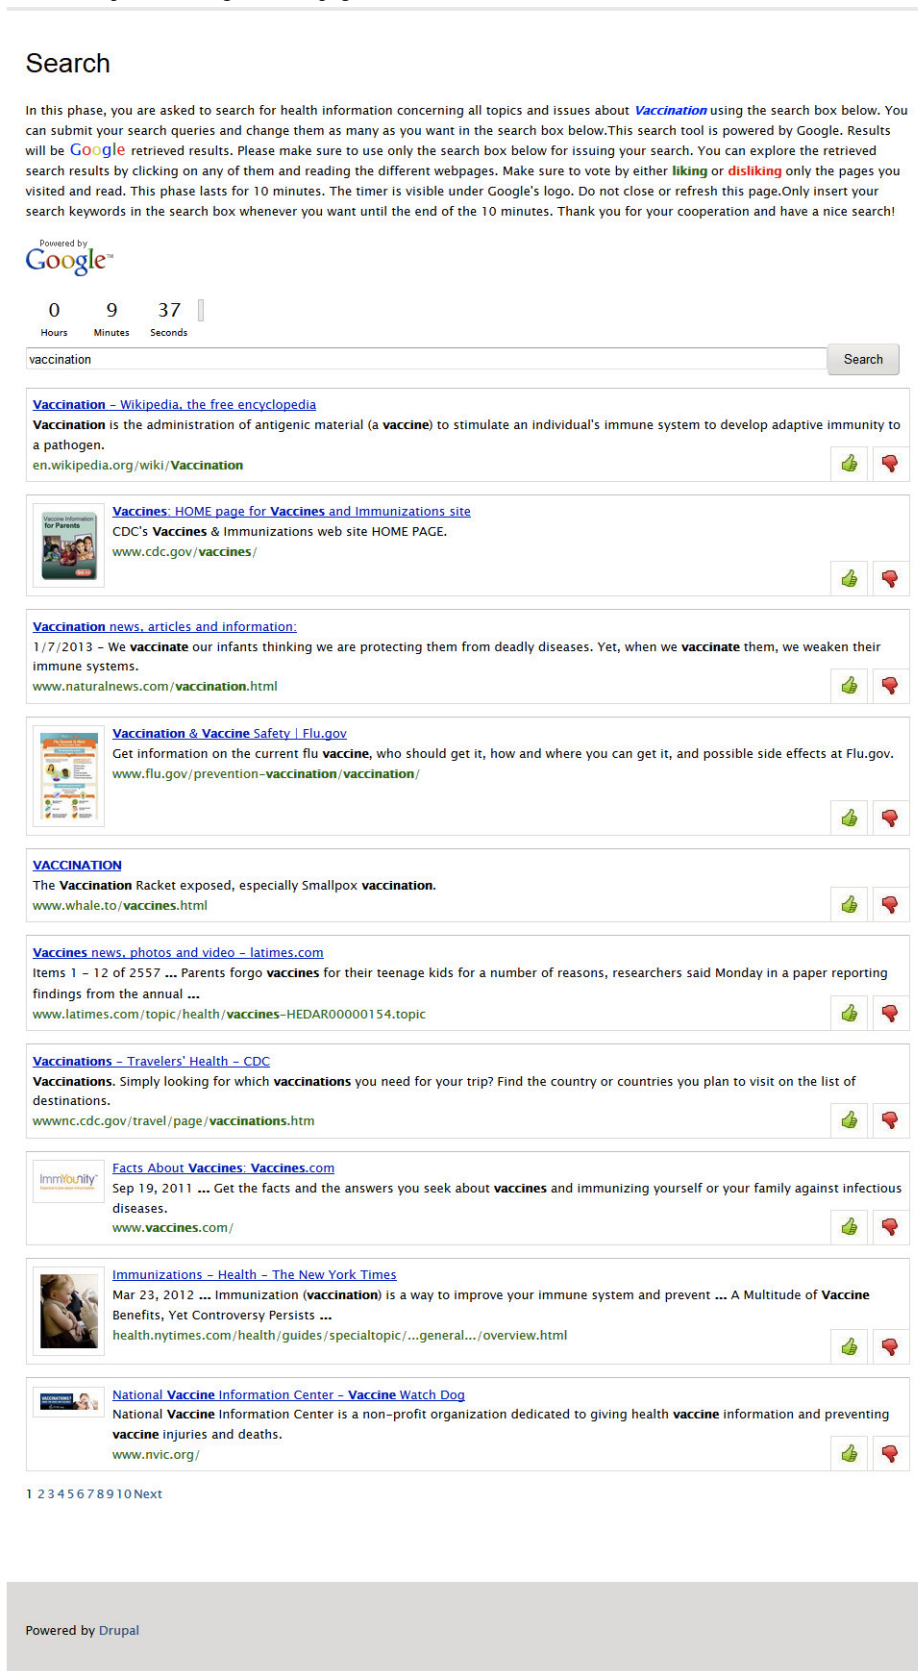 Search
In this phase, you are asked to search for health information concerning all topics and issues about Vaccination using the search box below. You
can submit your search queries and change them as many as you want in the search box below.This search tool is powered by Google. Results
will be Google retrieved results. Please make sure to use only the search box below for issuing your search. You can explore the retrieved
search results by clicking on any of them and reading the different webpages. Make sure to vote by either liking or disliking only the pages you
visited and read. This phase lasts for 10 minutes. The timer is visible under Google's logo. Do not close or refresh this page.Only insert your
search keywords in the search box whenever you want until the end of the 10 minutes. Thank you for your cooperation and have a nice search!
Powered by
Google™
0 9 37
Hours Minutes Seconds
vaccination Search
Vaccination – Wikipedia, the free encyclopedia
Vaccination is the administration of antigenic material (a vaccine) to stimulate an individual's immune system to develop adaptive immunity to
a pathogen.
en.wikipedia.org/wiki/Vaccination
Vaccine Information
for Parents
Vaccines: HOME page for Vaccines and Immunizations site
CDC's Vaccines & Immunizations web site HOME PAGE.
www.cdc.gov/vaccines/
Vaccination news, articles and information:
1/7/2013 – We vaccinate our infants thinking we are protecting them from deadly diseases. Yet, when we vaccinate them, we weaken their
immune systems.
www.naturalnews.com/vaccination.html
Vaccination & Vaccine Safety | Flu.gov
Get information on the current flu vaccine, who should get it, how and where you can get it, and possible side effects at Flu.gov.
www.flu.gov/prevention-vaccination/vaccination/
VACCINATION
The Vaccination Racket exposed, especially Smallpox vaccination.
www.whale.to/vaccines.html
Vaccines news, photos and video – latimes.com
Items 1 – 12 of 2557 ... Parents forgo vaccines for their teenage kids for a number of reasons, researchers said Monday in a paper reporting
findings from the annual ...
www.latimes.com/topic/health/vaccines-HEDAR00000154.topic
Vaccinations – Travelers' Health – CDC
Vaccinations. Simply looking for which vaccinations you need for your trip? Find the country or countries you plan to visit on the list of
destinations.
wwwnc.cdc.gov/travel/page/vaccinations.htm
ImmYounity
Facts About Vaccines: Vaccines.com
Sep 19, 2011 ... Get the facts and the answers you seek about vaccines and immunizing yourself or your family against infectious
diseases.
www.vaccines.com/
Immunizations – Health – The New York Times
Mar 23, 2012 ... Immunization (vaccination) is a way to improve your immune system and prevent ... A Multitude of Vaccine
Benefits, Yet Controversy Persists ...
health.nytimes.com/health/guides/specialtopic/...general.../overview.html
VACCINATIONS?
National Vaccine Information Center – Vaccine Watch Dog
National Vaccine Information Center is a non-profit organization dedicated to giving health vaccine information and preventing
vaccine injuries and deaths.
www.nvic.org/
1 2 3 4 5 6 7 8 9 10 Next
Powered by Drupal